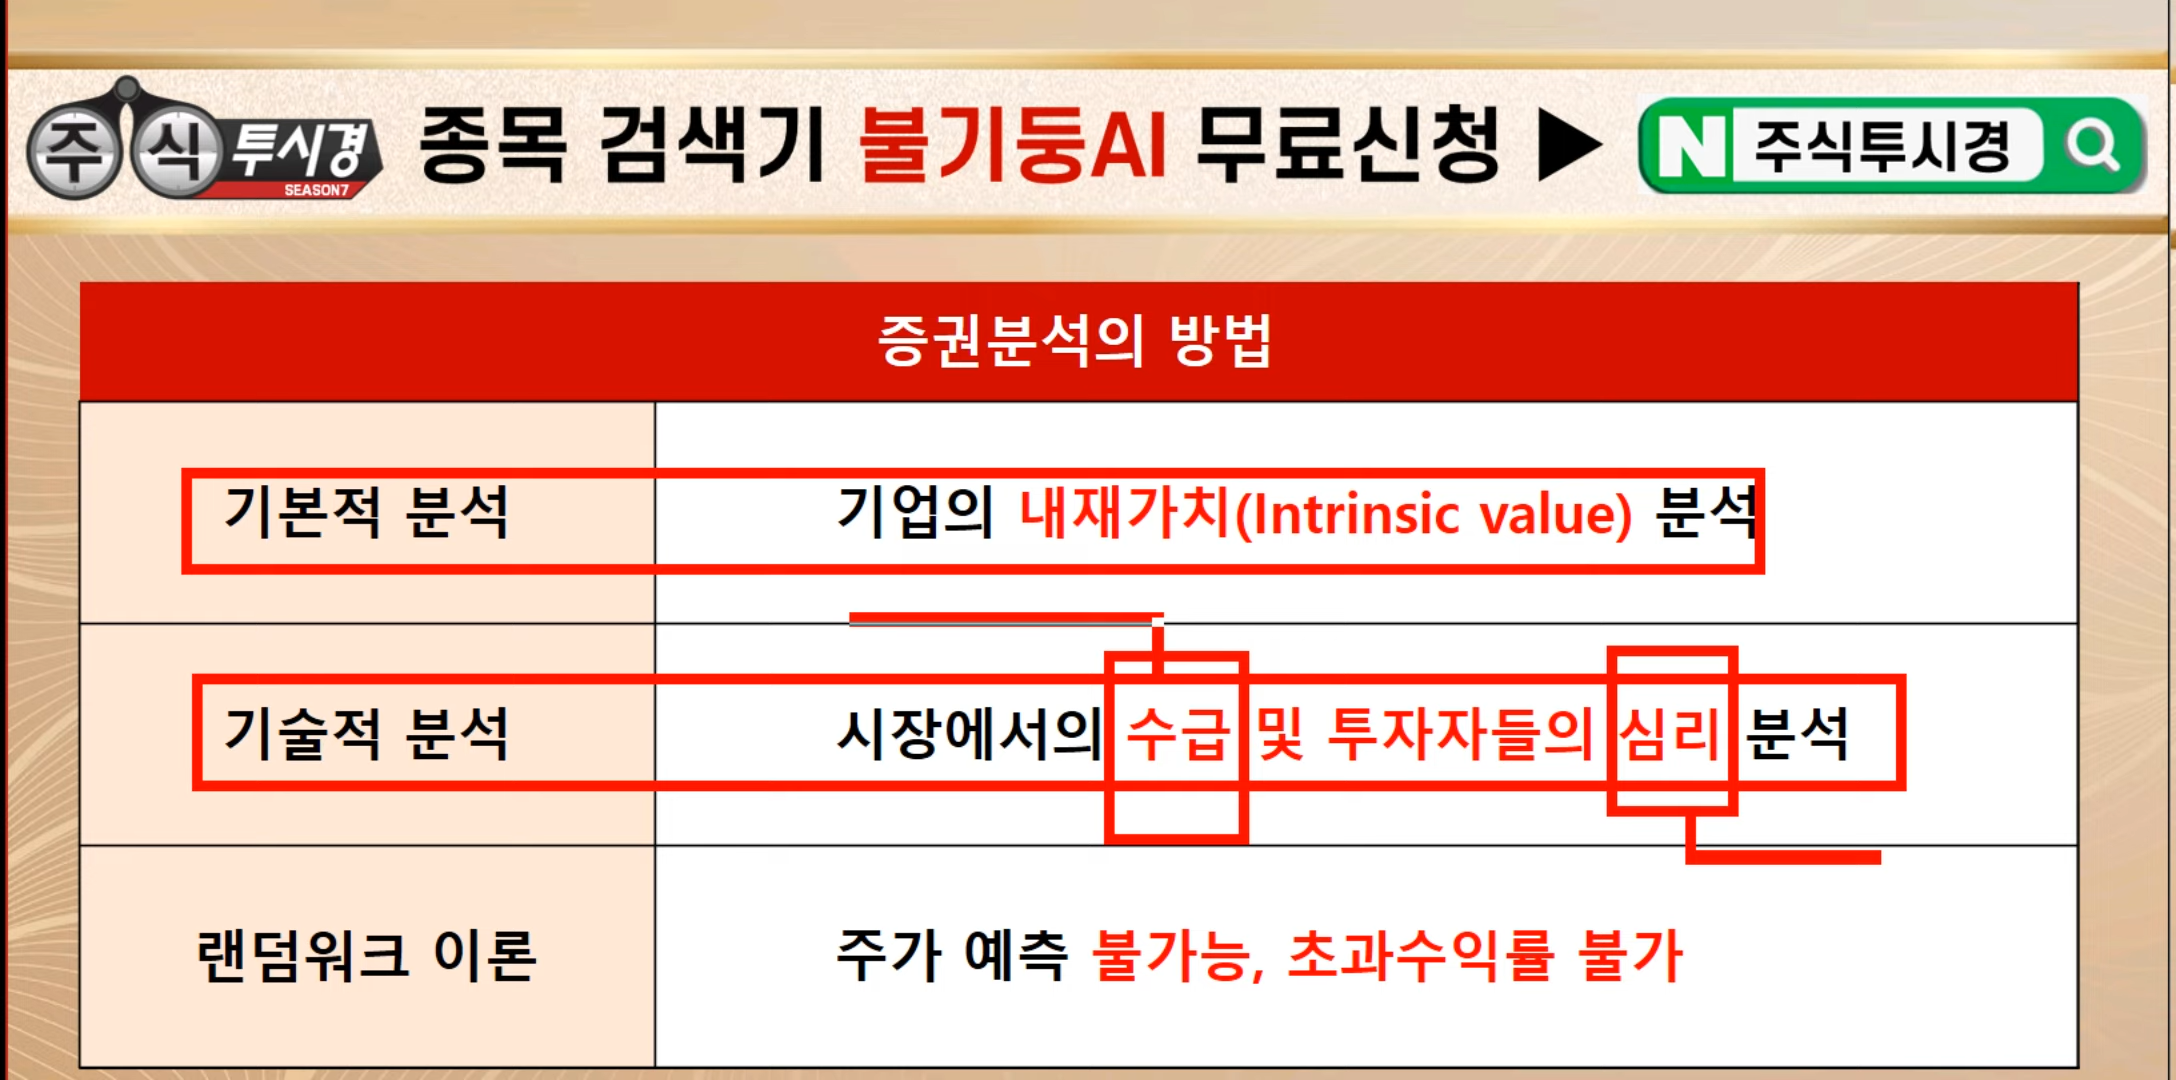 주식 투시경
SEASON7
종목 검색기 불기둥AI 무료신청 ▶
N 주식투시경
증권분석의 방법
기본적 분석
기업의 내재가치(Intrinsic value) 분석
기술적 분석
시장에서의 수급 및 투자자들의 심리 분석
랜덤워크 이론
주가 예측 불가능, 초과수익률 불가